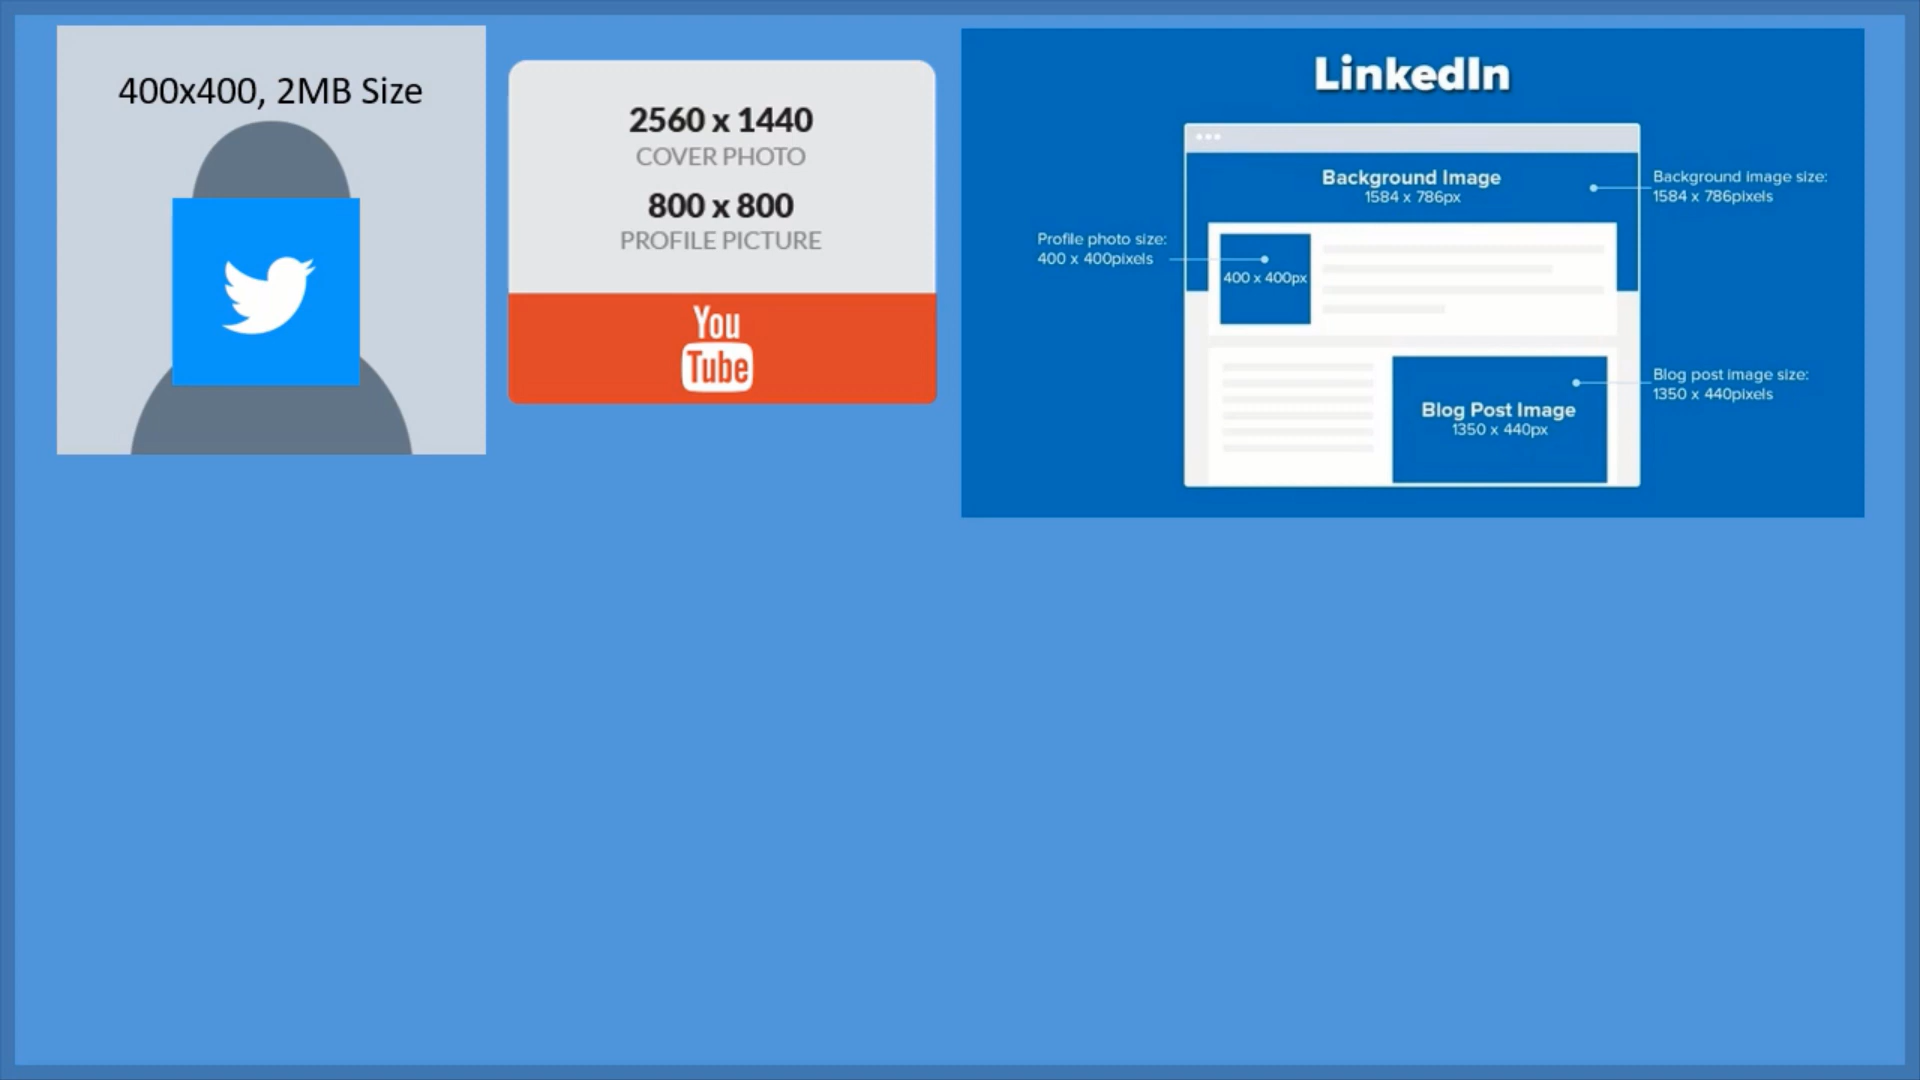 400x400, 2MB Size
2560 x 1440
COVER PHOTO
800 x 800
PROFILE PICTURE
You
Tube
LinkedIn
Background Image
1584 x 786px
Background image size:
1584 x 786pixels
Profile photo size:
400 x 400pixels
400 x 400px
Blog post image size:
1350 x 440pixels
Blog Post Image
1350 x 440px